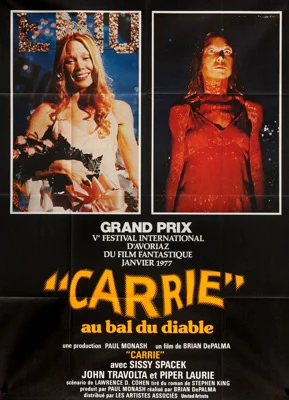 GRAND PRIX
Ve FESTIVAL INTERNATIONAL
D'AVORIAZ
DU FILM FANTASTIQUE
JANVIER 1977
"CARRIE"
au bal du diable
une production PAUL MONASH un film de BRIAN DePALMA
"CARRIE"
avec SISSY SPACEK
JOHN TRAVOLTA et PIPER LAURIE
scénario de LAWRENCE D. COHEN tiré du roman de STEPHEN KING
produit par PAUL MONASH réalisé par BRIAN DePALMA
distribué par LES ARTISTES ASSOCIÉS United Artists